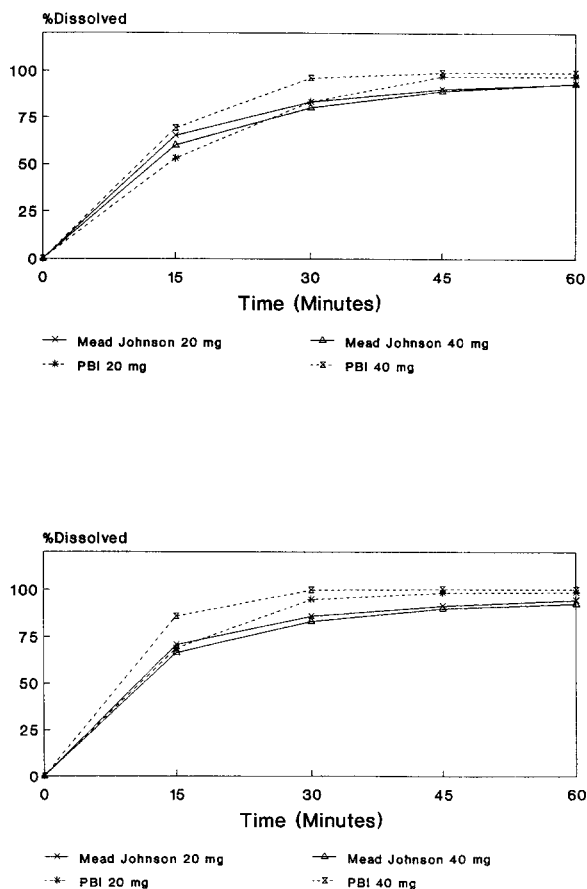 %Dissolved
100
75
50
25
0
0 15 30 45 60
Time (Minutes)
Mead Johnson 20 mg Mead Johnson 40 mg
PBI 20 mg PBI 40 mg
%Dissolved
100
75
50
25
0
0 15 30 45 60
Time (Minutes)
Mead Johnson 20 mg Mead Johnson 40 mg
PBI 20 mg PBI 40 mg